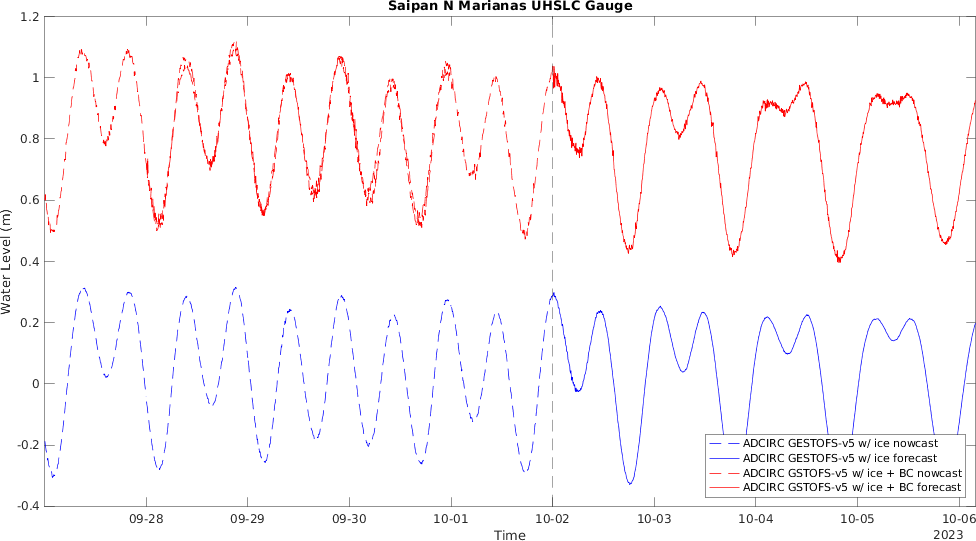 Saipan N Marianas UHSLC Gauge
1.2
1
0.8
0.6
0.4
0.2
0
-0.2
-0.4
Water Level (m)
ADCIRC GESTOFS-v5 w/ ice nowcast
ADCIRC GESTOFS-v5 w/ ice forecast
ADCIRC GSTOFS-v5 w/ ice + BC nowcast
ADCIRC GSTOFS-v5 w/ ice + BC forecast
09-28 09-29 09-30 10-01 10-02 10-03 10-04 10-05 10-06
Time
2023